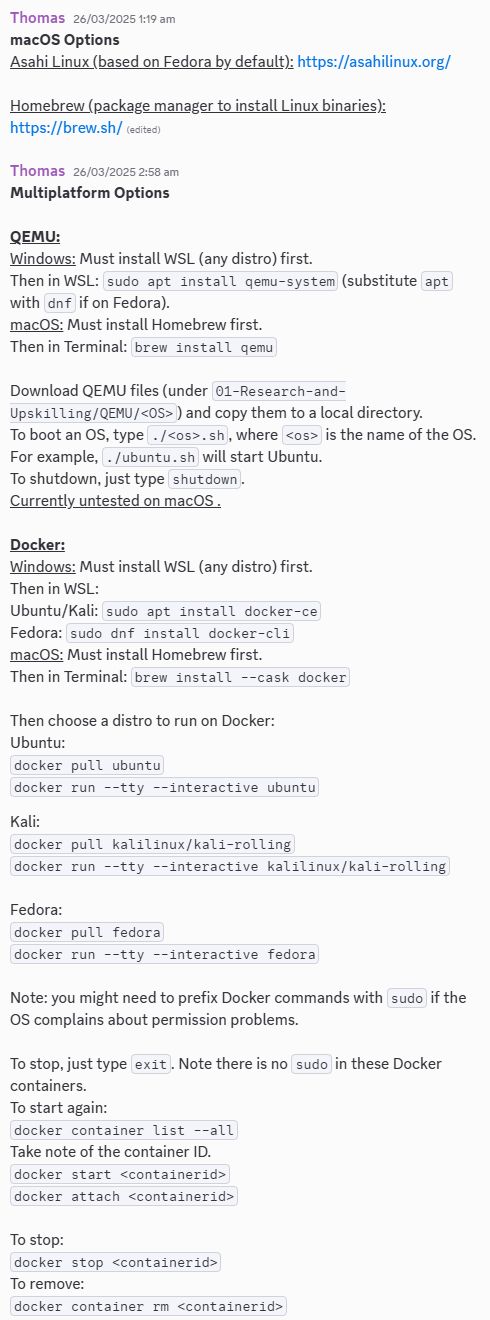 Thomas 26/03/2025 1:19 am
macOS Options
Asahi Linux (based on Fedora by default): https://asahilinux.org/
Homebrew (package manager to install Linux binaries):
https://brew.sh/ (edited)
Thomas 26/03/2025 2:58 am
Multiplatform Options
QEMU:
Windows: Must install WSL (any distro) first.
Then in WSL: sudo apt install qemu-system (substitute apt
with dnf if on Fedora).
macOS: Must install Homebrew first.
Then in Terminal: brew install qemu
Download QEMU files (under 01-Research-and-
Upskilling/QEMU/<OS>) and copy them to a local directory.
To boot an OS, type ./<os>.sh, where <os> is the name of the OS.
For example, ./ubuntu.sh will start Ubuntu.
To shutdown, just type shutdown.
Currently untested on macOS .
Docker:
Windows: Must install WSL (any distro) first.
Then in WSL:
Ubuntu/Kali: sudo apt install docker-ce
Fedora: sudo dnf install docker-cli
macOS: Must install Homebrew first.
Then in Terminal: brew install --cask docker
Then choose a distro to run on Docker:
Ubuntu:
docker pull ubuntu
docker run --tty --interactive ubuntu
Kali:
docker pull kalilinux/kali-rolling
docker run --tty --interactive kalilinux/kali-rolling
Fedora:
docker pull fedora
docker run --tty --interactive fedora
Note: you might need to prefix Docker commands with sudo if the
OS complains about permission problems.
To stop, just type exit. Note there is no sudo in these Docker
containers.
To start again:
docker container list --all
Take note of the container ID.
docker start <containerid>
docker attach <containerid>
To stop:
docker stop <containerid>
To remove:
docker container rm <containerid>